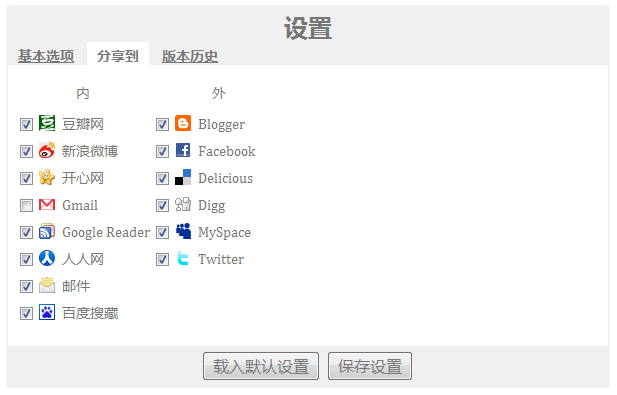 设置
基本选项 分享到 版本历史
内 外
豆瓣网 Blogger
新浪微博 Facebook
开心网 Delicious
Gmail Digg
Google Reader MySpace
人人网 Twitter
邮件
百度搜藏
载入默认设置 保存设置